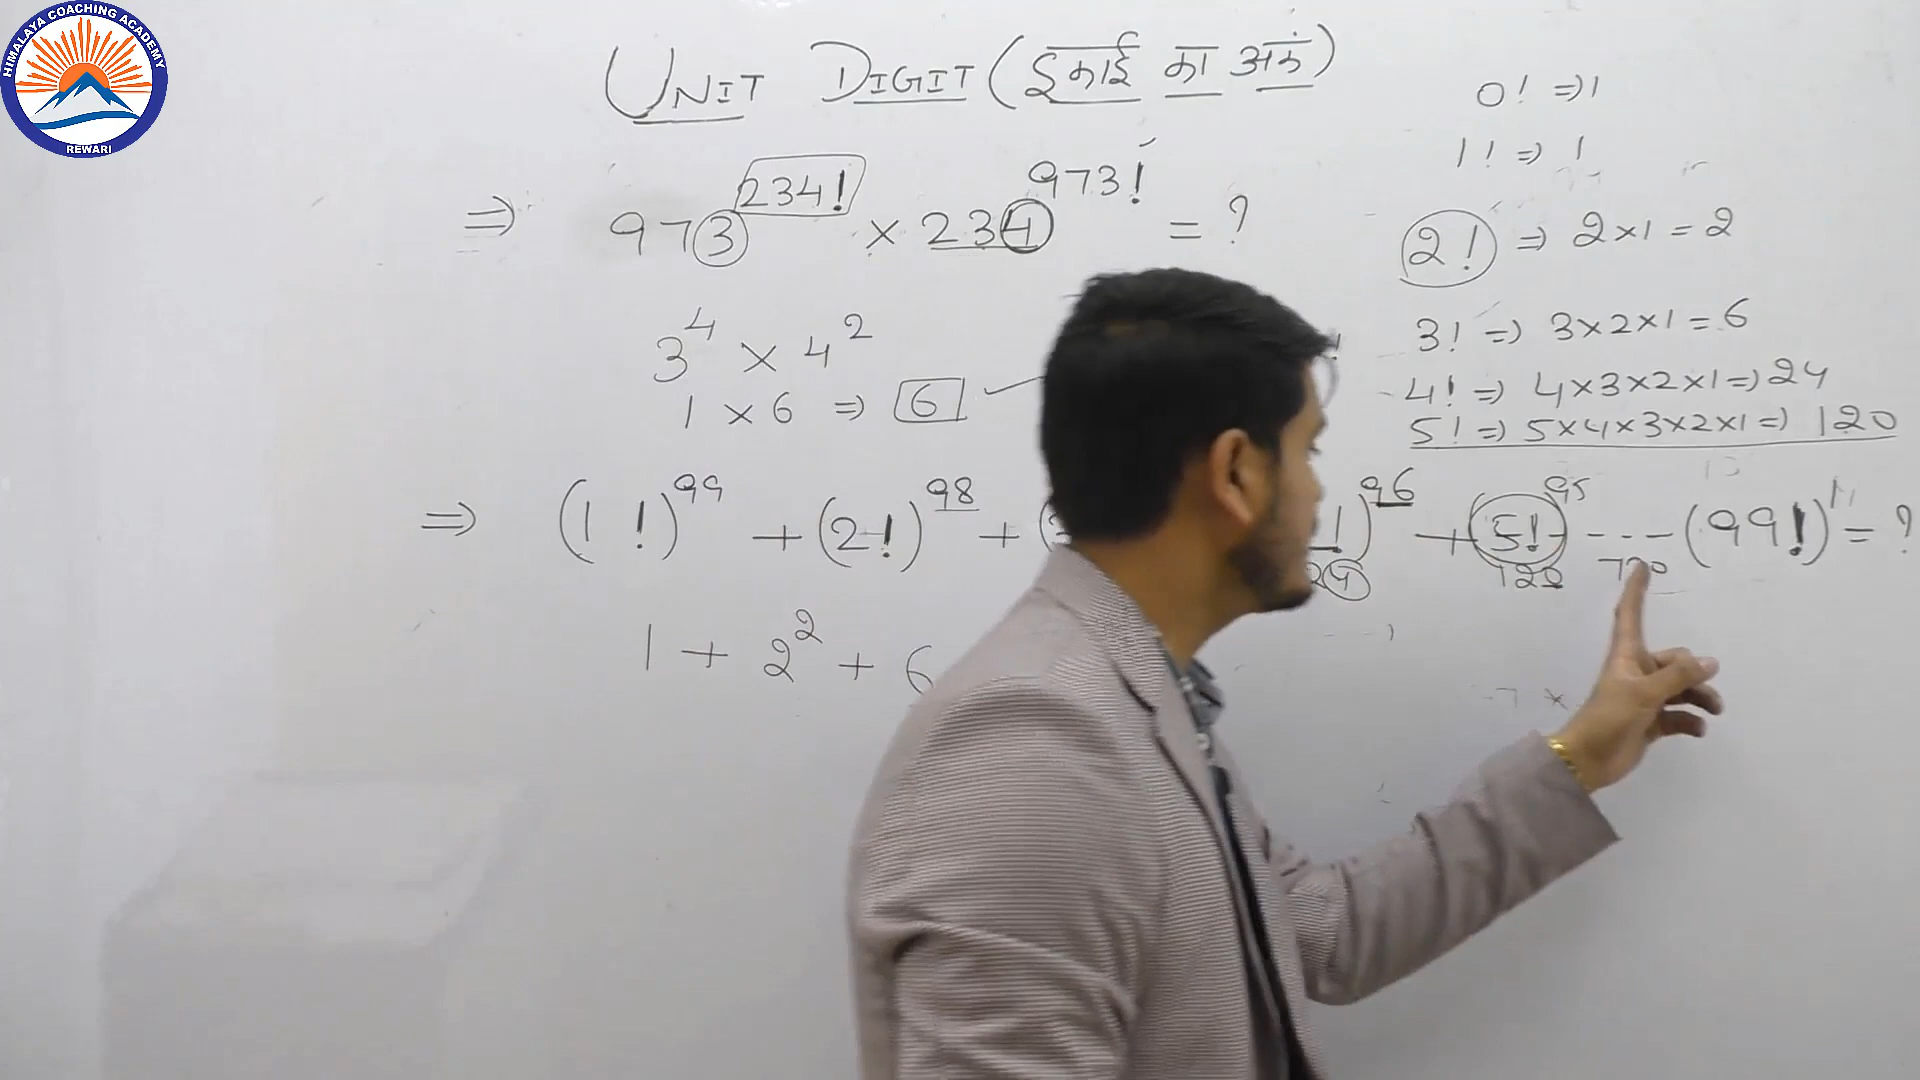 HIMALAYA COACHING ACADEMY
REWARI
UNIT DIGIT (इकाई का अंक)
0! ⇒ 1
1! ⇒ 1
⇒ 973^234! × 234^973! = ?
2! ⇒ 2×1 = 2
3^4 × 4^2
3! ⇒ 3×2×1 = 6
1 × 6 ⇒ 6
4! ⇒ 4×3×2×1 ⇒ 24
5! ⇒ 5×4×3×2×1 ⇒ 120
⇒ (1!)^99 + (2!)^98 + ( !)^96 + (5!)^95 ---- (99!)^1 = ?
24 120 720
1 + 2^2 + 6